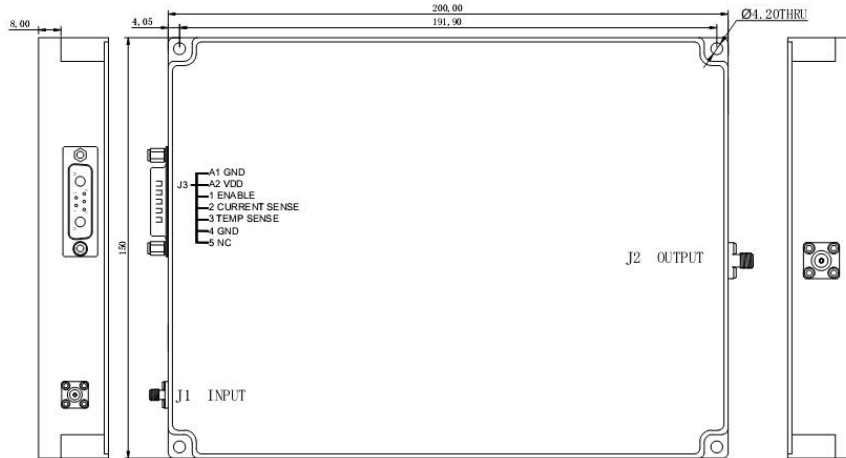 200.00
8.00
4.05
191.90
Ø4.20THRU
J3
A1 GND
A2 VDD
1 ENABLE
2 CURRENT SENSE
3 TEMP SENSE
4 GND
5 NC
150
J2 OUTPUT
J1 INPUT